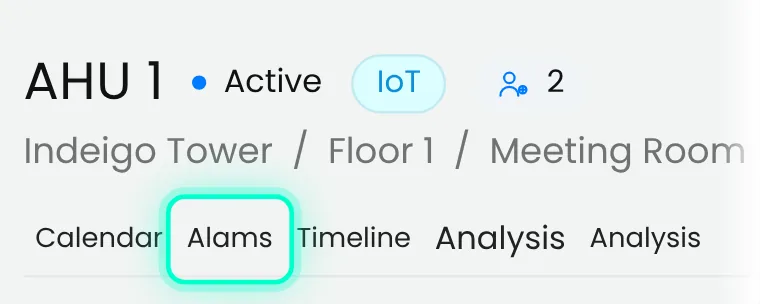 AHU 1 Active IoT 2
Indeigo Tower / Floor 1 / Meeting Room
Calendar Alams Timeline Analysis Analysis